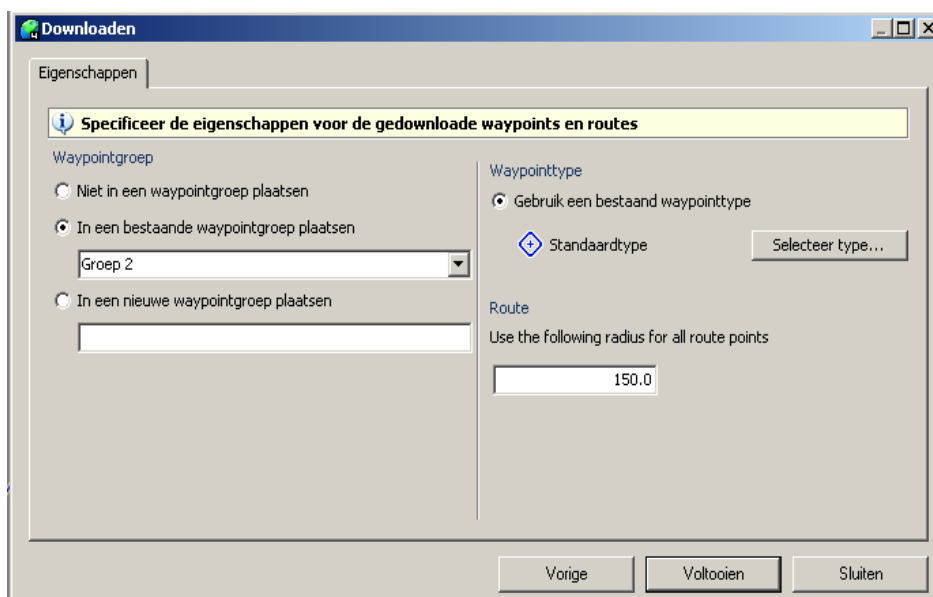 Downloaden
Eigenschappen
Specificeer de eigenschappen voor de gedownloade waypoints en routes
Waypointgroep
Niet in een waypointgroep plaatsen
In een bestaande waypointgroep plaatsen
Groep 2
In een nieuwe waypointgroep plaatsen
Waypointtype
Gebruik een bestaand waypointtype
Standaardtype
Selecteer type...
Route
Use the following radius for all route points
150.0
Vorige
Voltooien
Sluiten